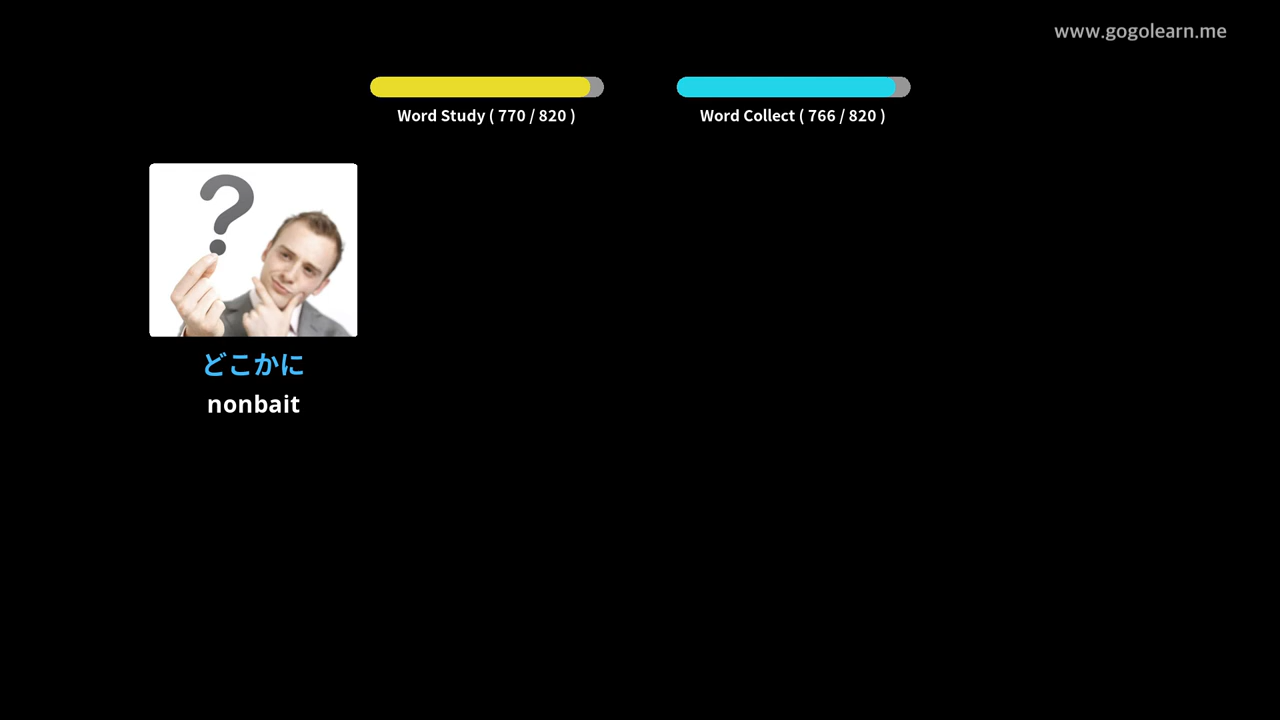 www.gogolearn.me
Word Study ( 770 / 820 )
Word Collect ( 766 / 820 )
?
どこかに
nonbait